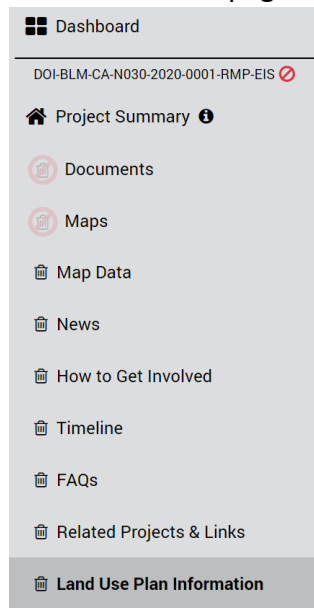 Dashboard
DOI-BLM-CA-N030-2020-0001-RMP-EIS
Project Summary
Documents
Maps
Map Data
News
How to Get Involved
Timeline
FAQs
Related Projects & Links
Land Use Plan Information